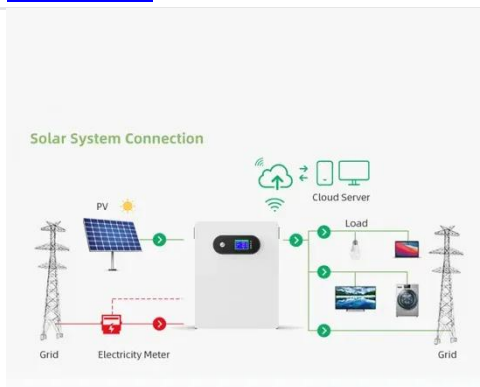 Solar System Connection
Cloud Server
PV
Load
Grid
Electricity Meter
Grid